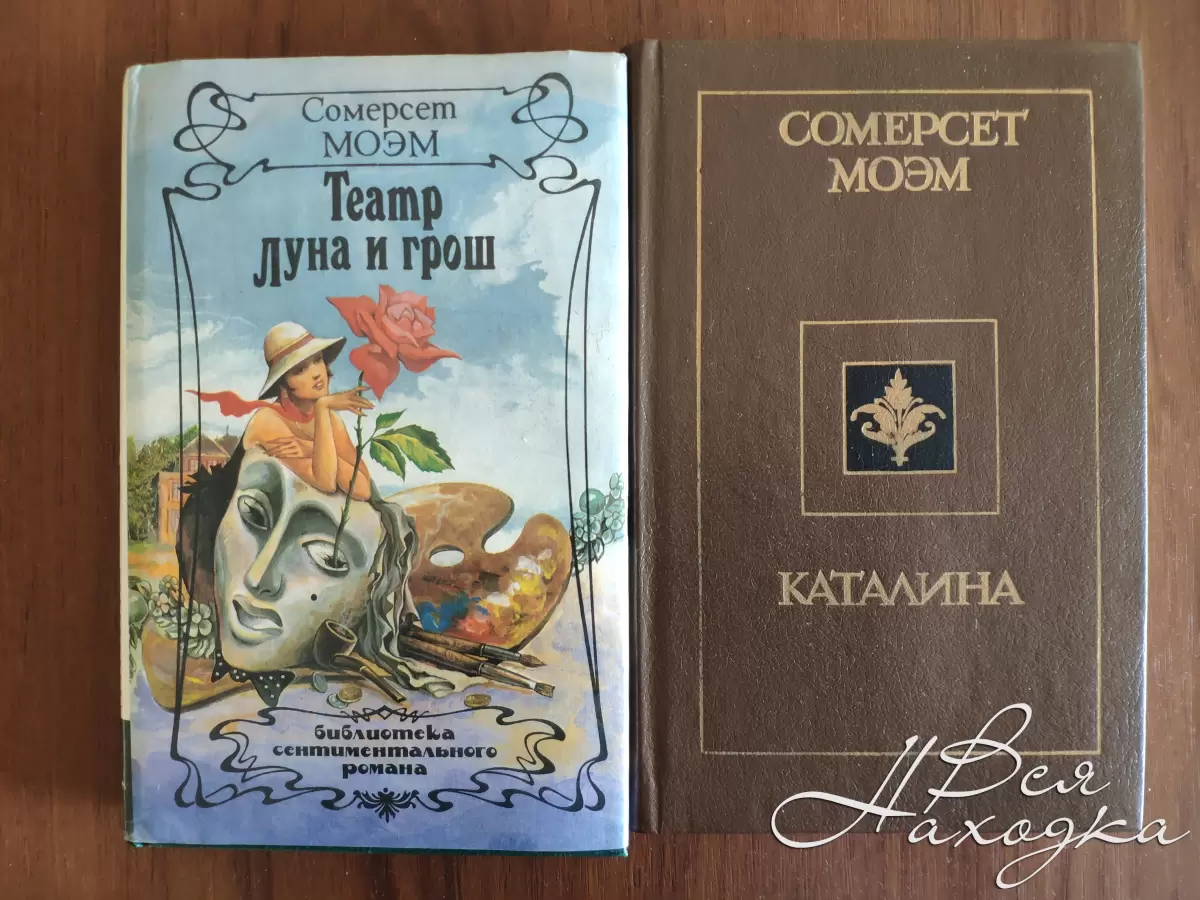 Сомерсет
МОЭМ
Театр
Луна и грош
библиотека
сентиментального
романа
СОМЕРСЕТ
МОЭМ
КАТАЛИНА
Вся
Находка